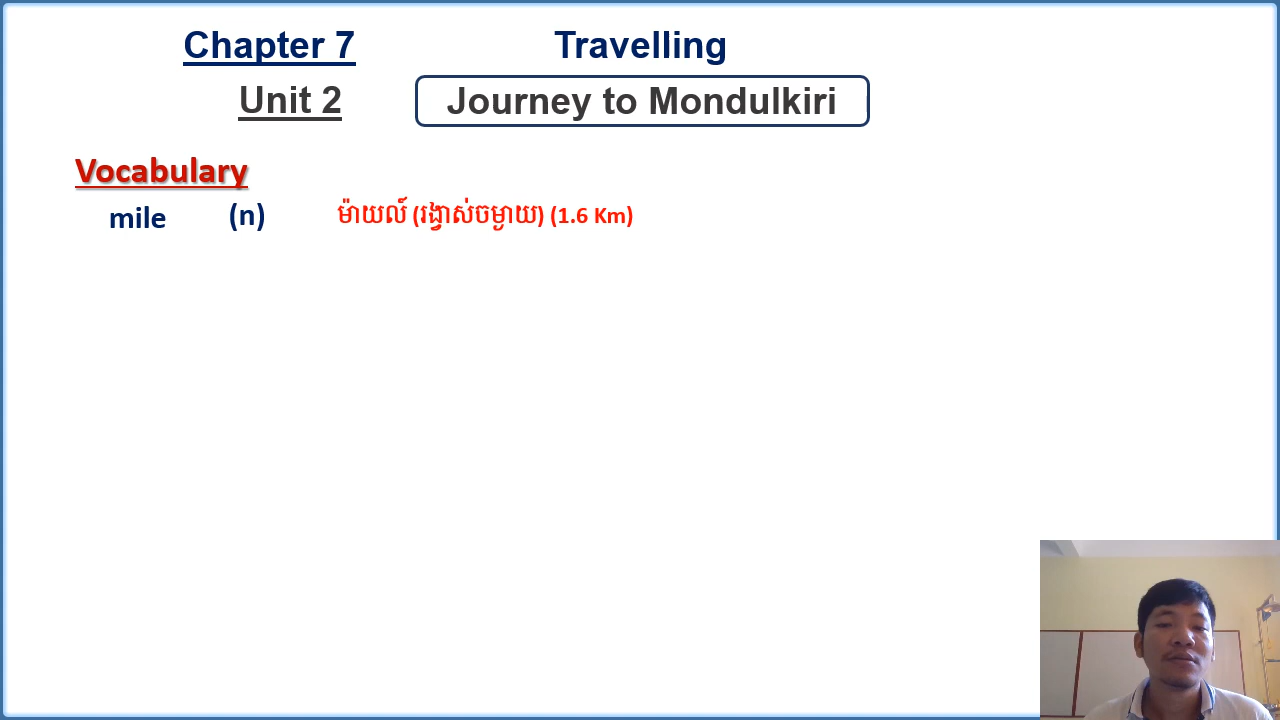 Chapter 7 Travelling
Unit 2 Journey to Mondulkiri
Vocabulary
mile (n) ម៉ាយល៍ (រង្វាស់ចម្ងាយ) (1.6 Km)